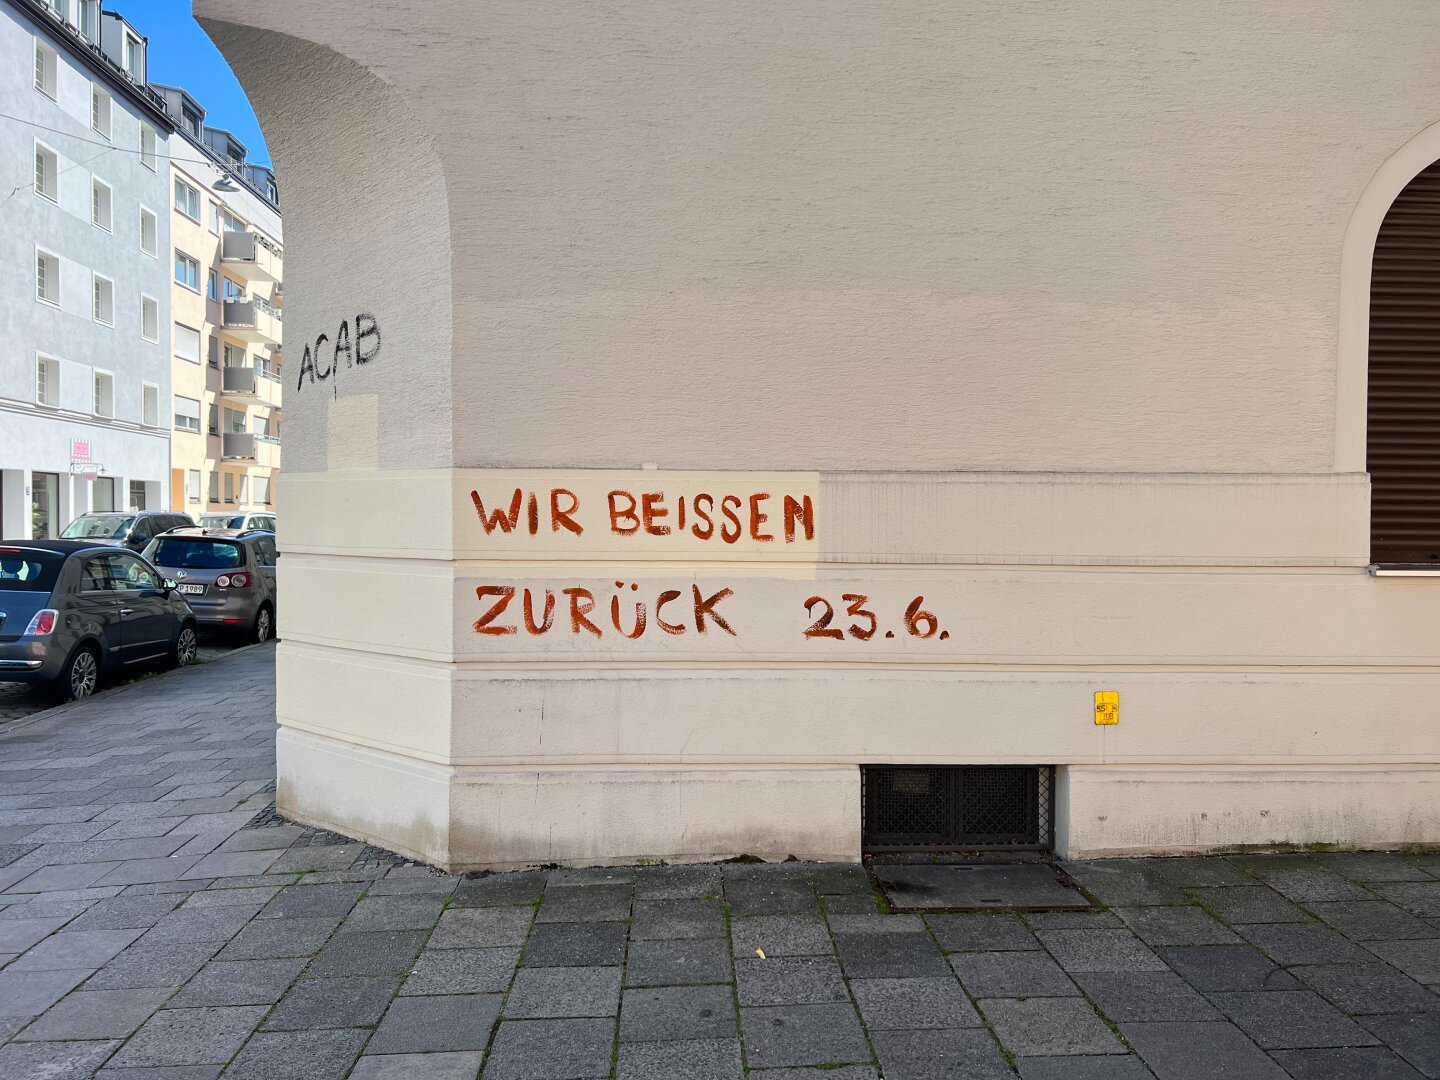 ACAB
WIR BEISSEN
ZURÜCK 23.6.